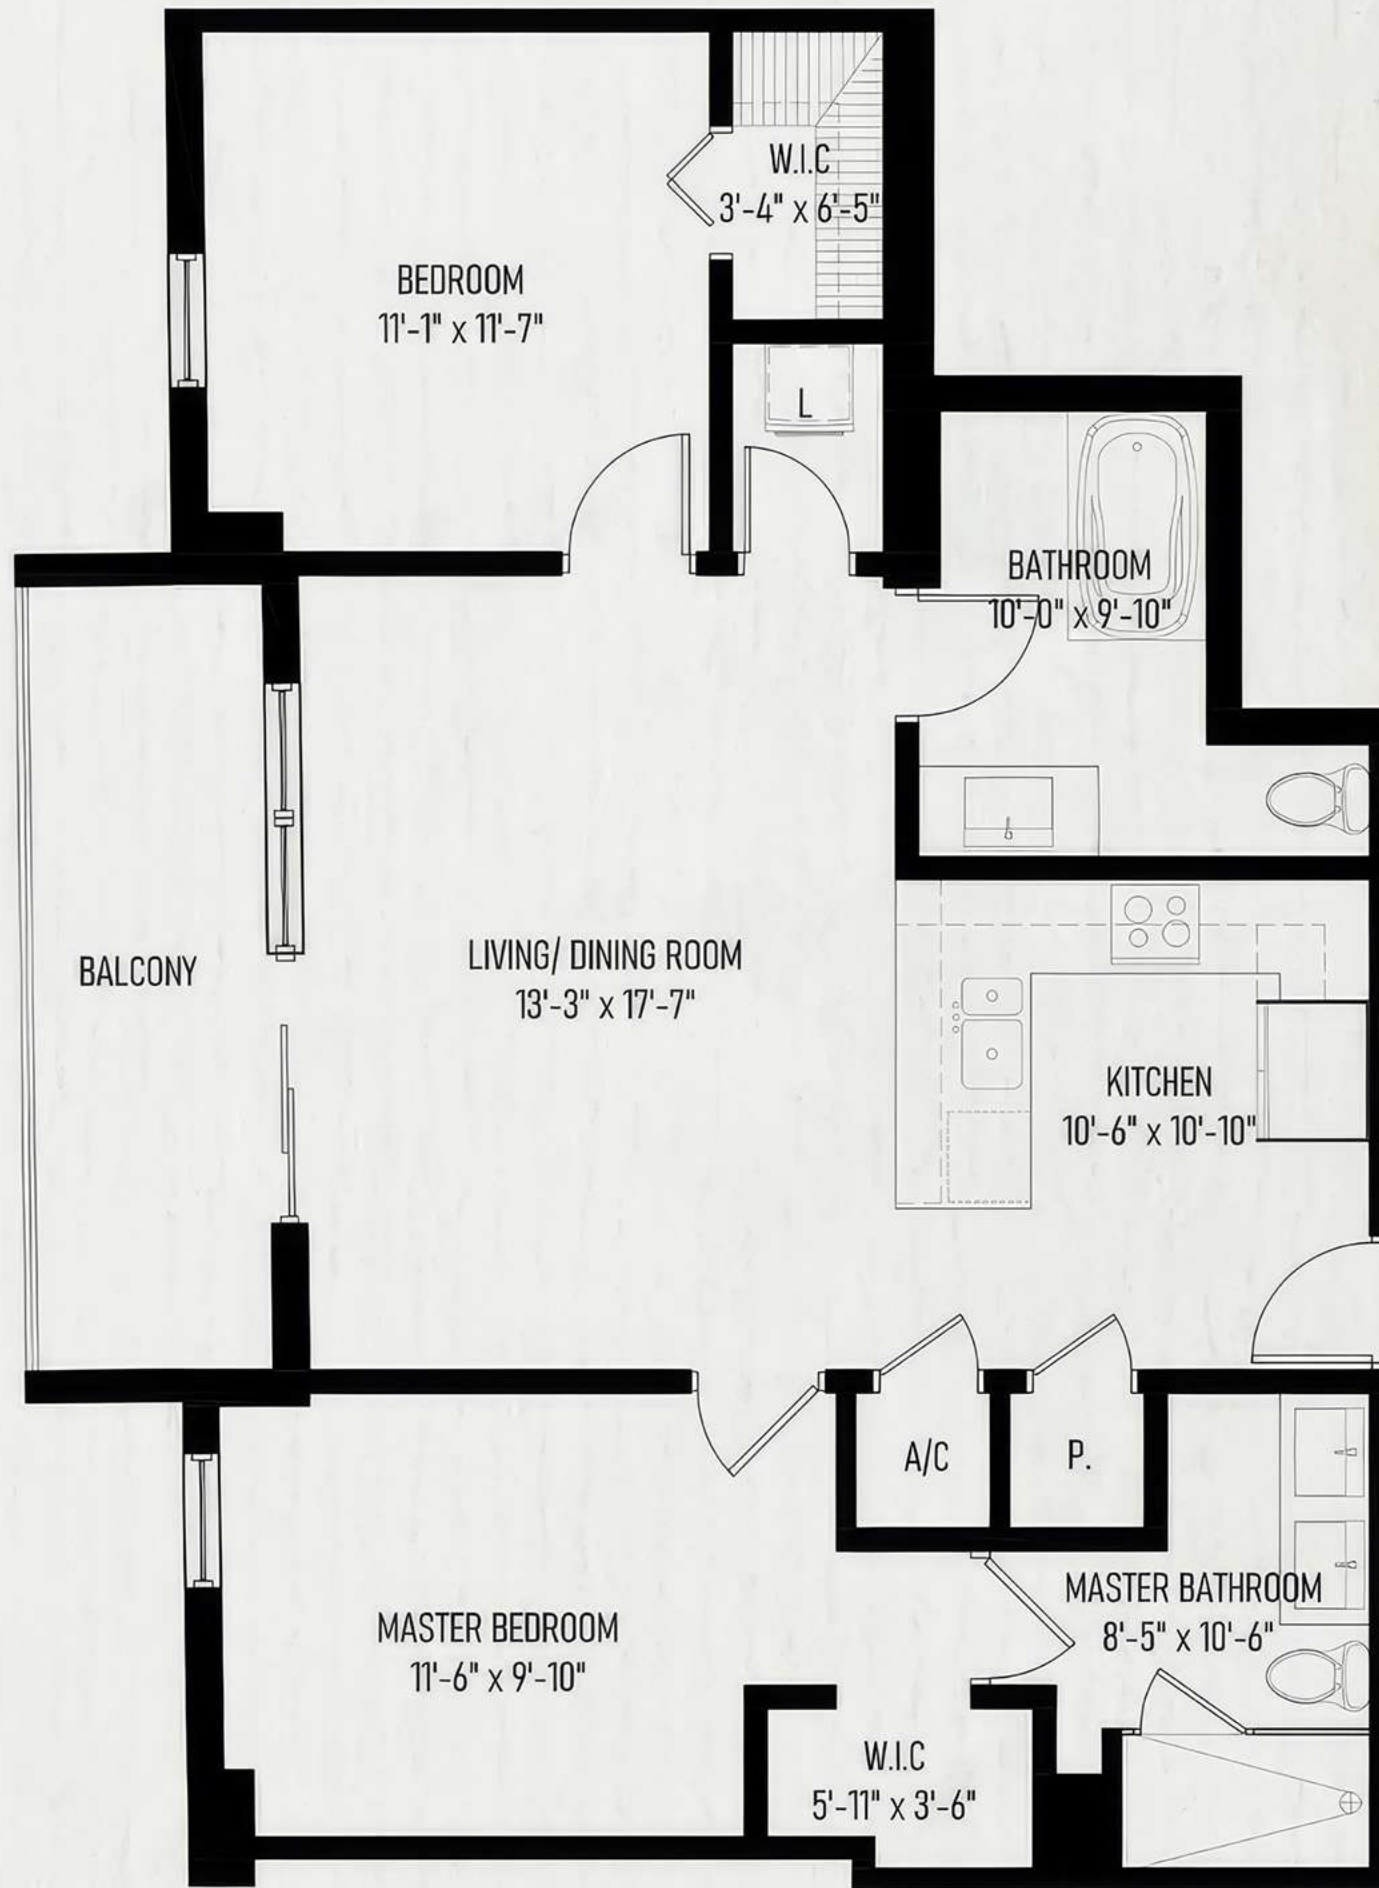 W.I.C
3'-4" x 6'-5"
BEDROOM
11'-1" x 11'-7"
L
BATHROOM
10'-0" x 9'-10"
BALCONY
LIVING/ DINING ROOM
13'-3" x 17'-7"
KITCHEN
10'-6" x 10'-10"
A/C
P.
MASTER BATHROOM
8'-5" x 10'-6"
MASTER BEDROOM
11'-6" x 9'-10"
W.I.C
5'-11" x 3'-6"